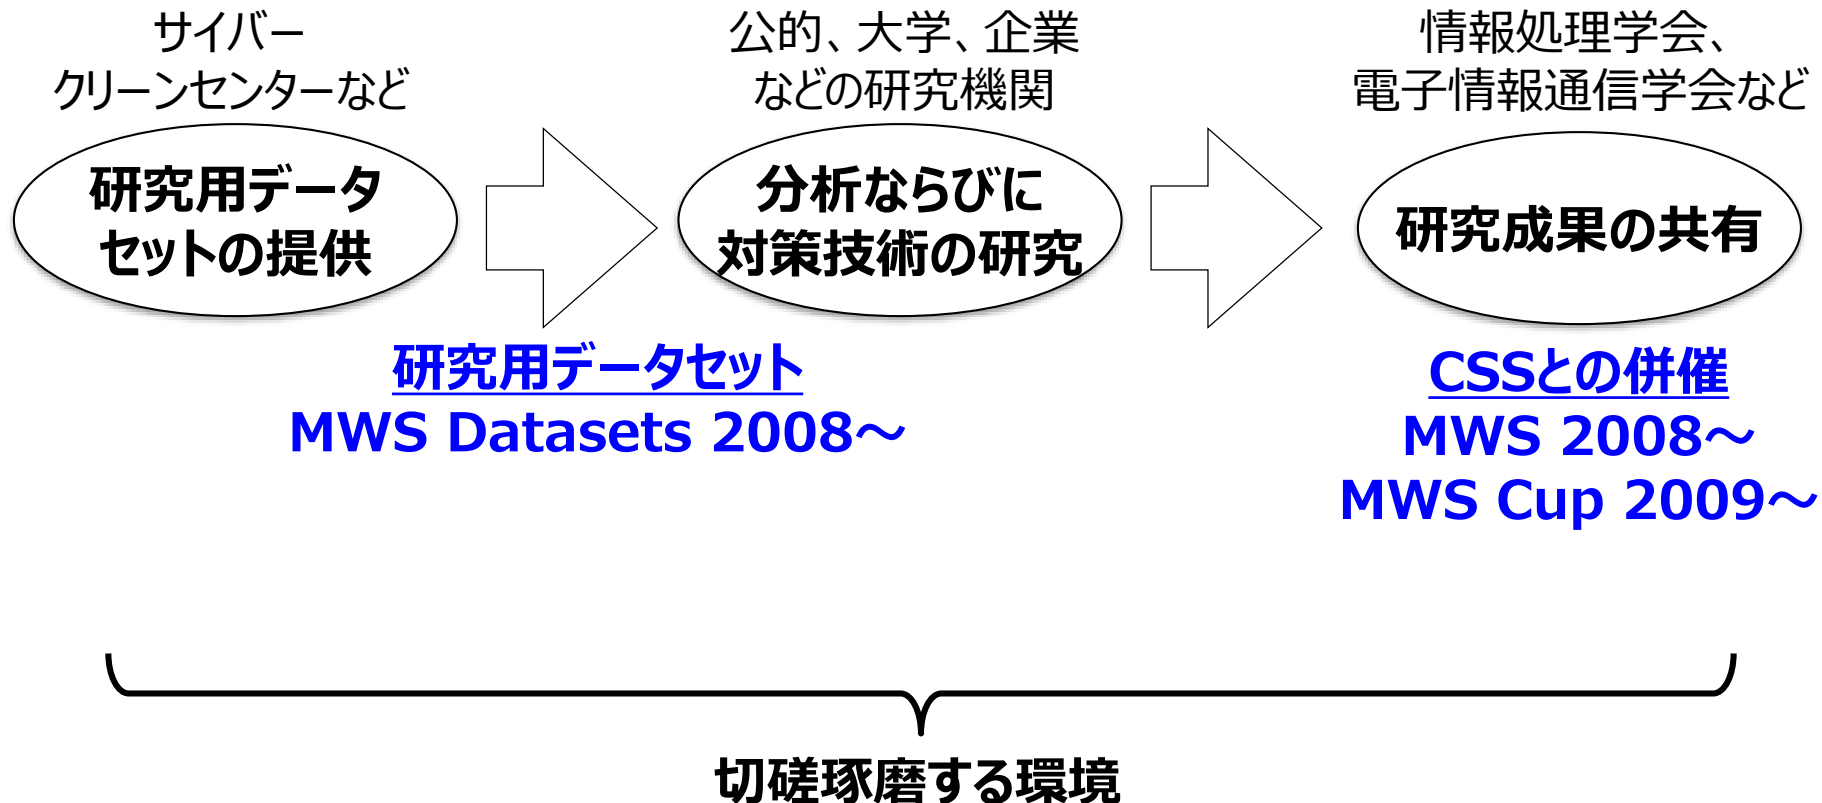 サイバー
クリーンセンターなど
研究用データ
セットの提供
公的、大学、企業
などの研究機関
分析ならびに
対策技術の研究
情報処理学会、
電子情報通信学会など
研究成果の共有
研究用データセット
MWS Datasets 2008～
CSSとの併催
MWS 2008～
MWS Cup 2009～
切磋琢磨する環境